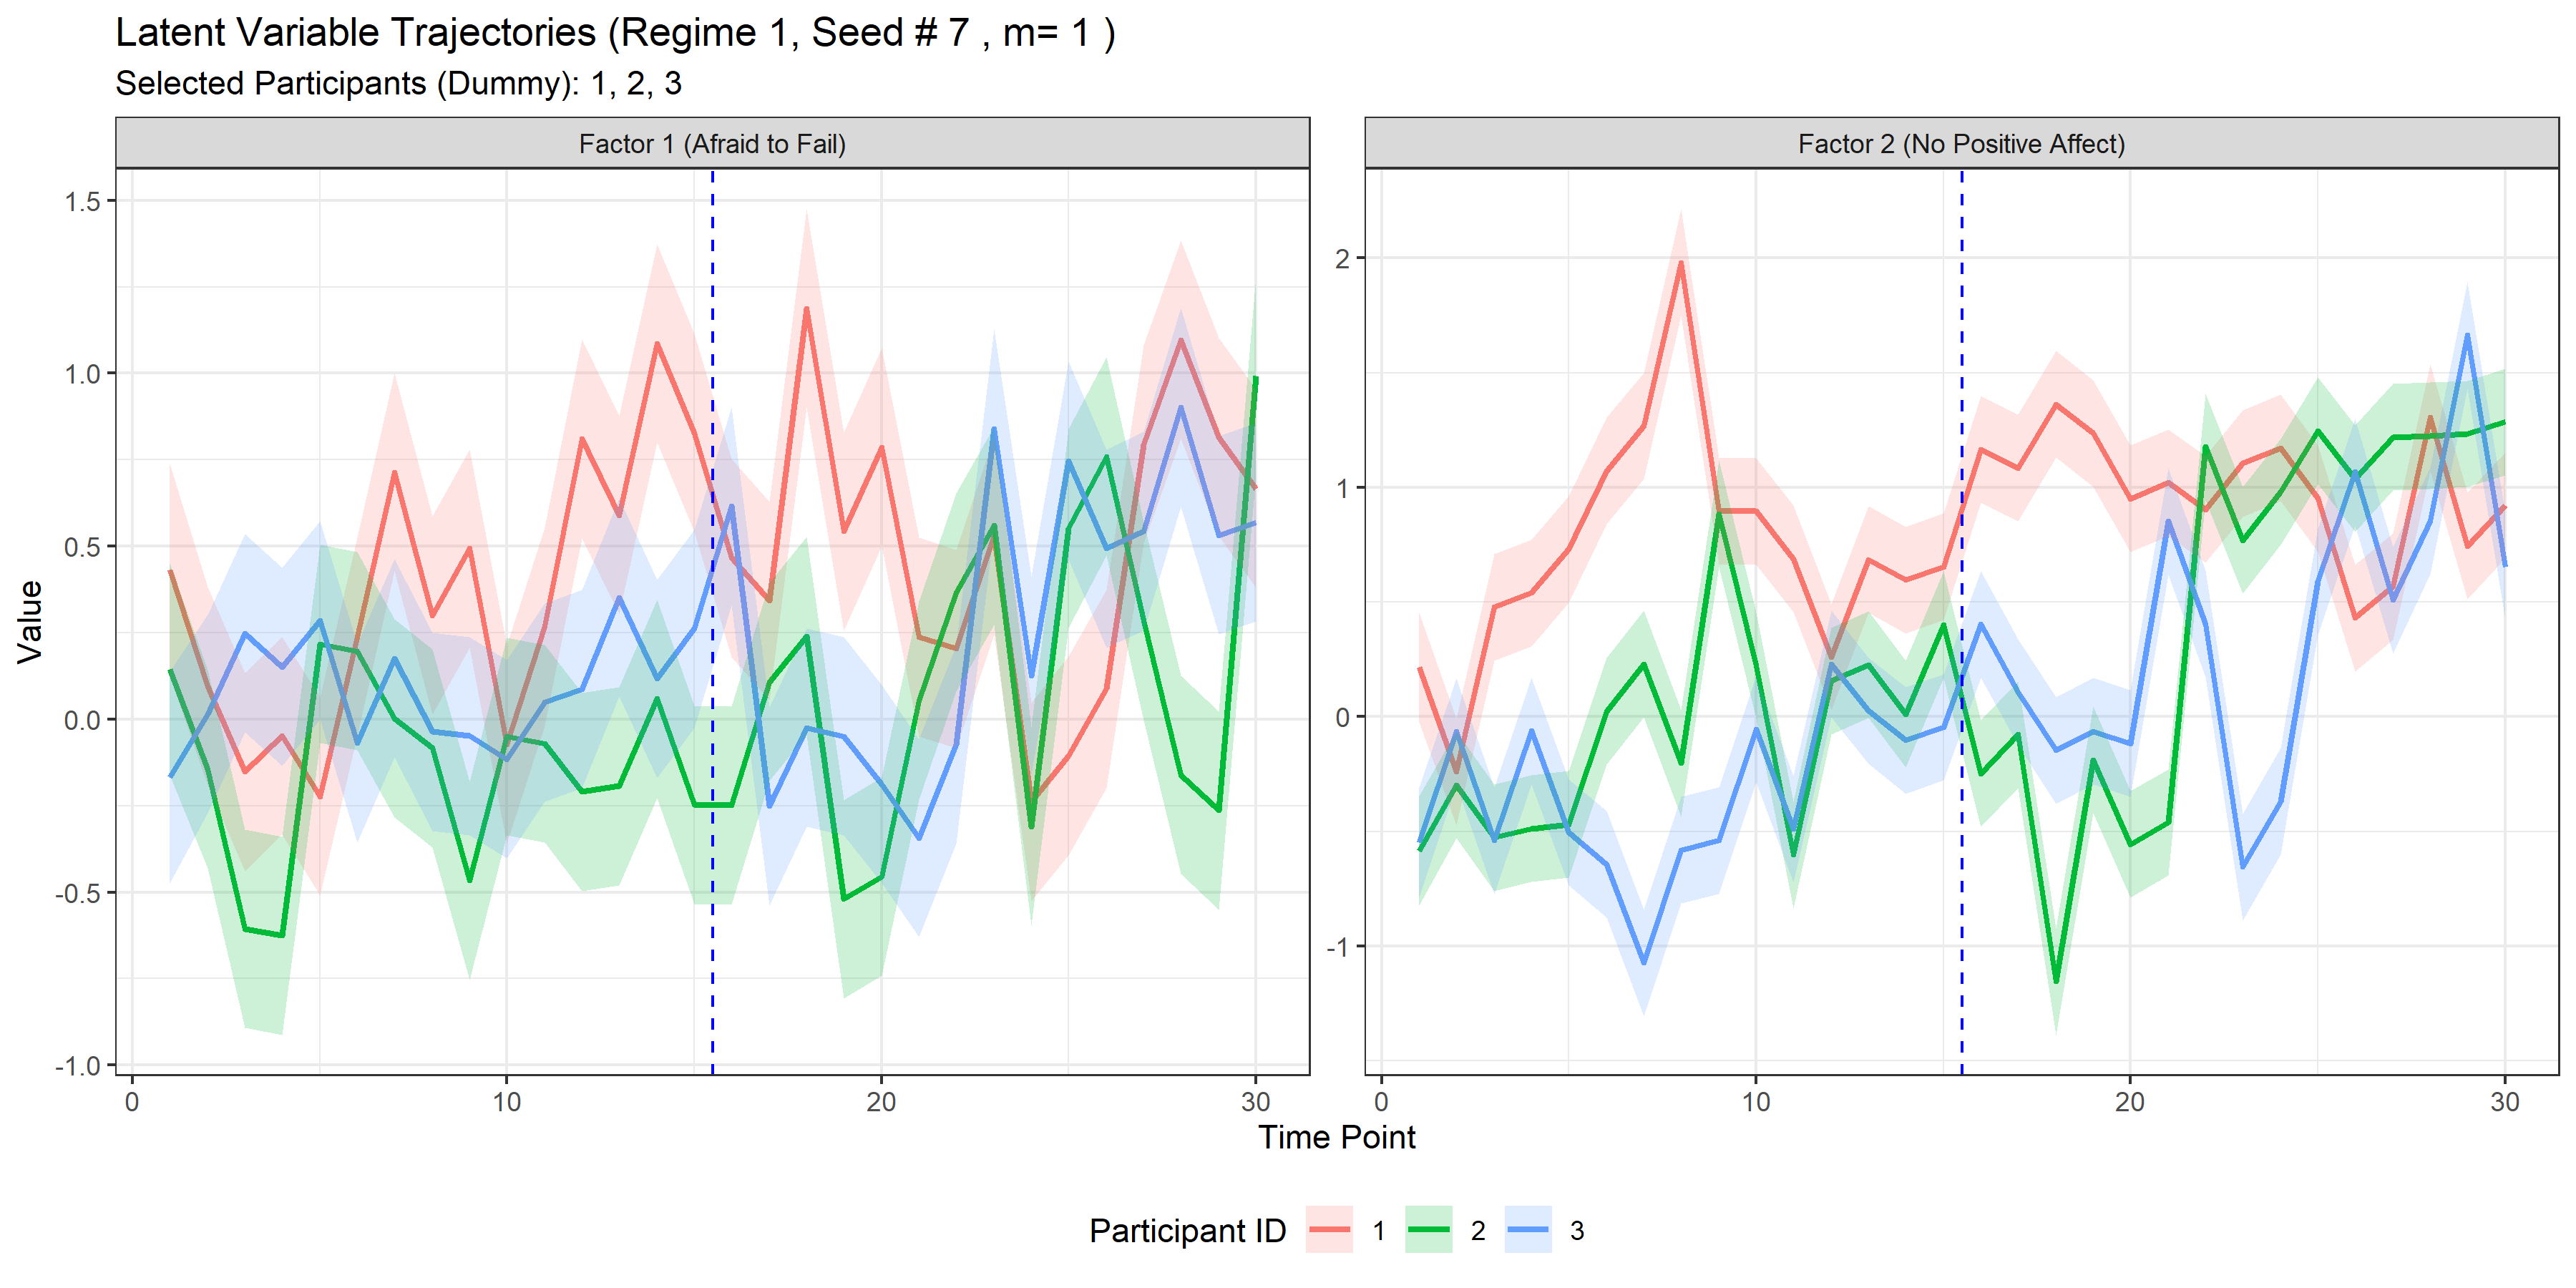 Latent Variable Trajectories (Regime 1, Seed # 7 , m= 1 )
Selected Participants (Dummy): 1, 2, 3
Factor 1 (Afraid to Fail)
Factor 2 (No Positive Affect)
Value
1.5
1.0
0.5
0.0
-0.5
-1.0
2
1
0
-1
0 10 20 30
0 10 20 30
Time Point
Participant ID 1 2 3